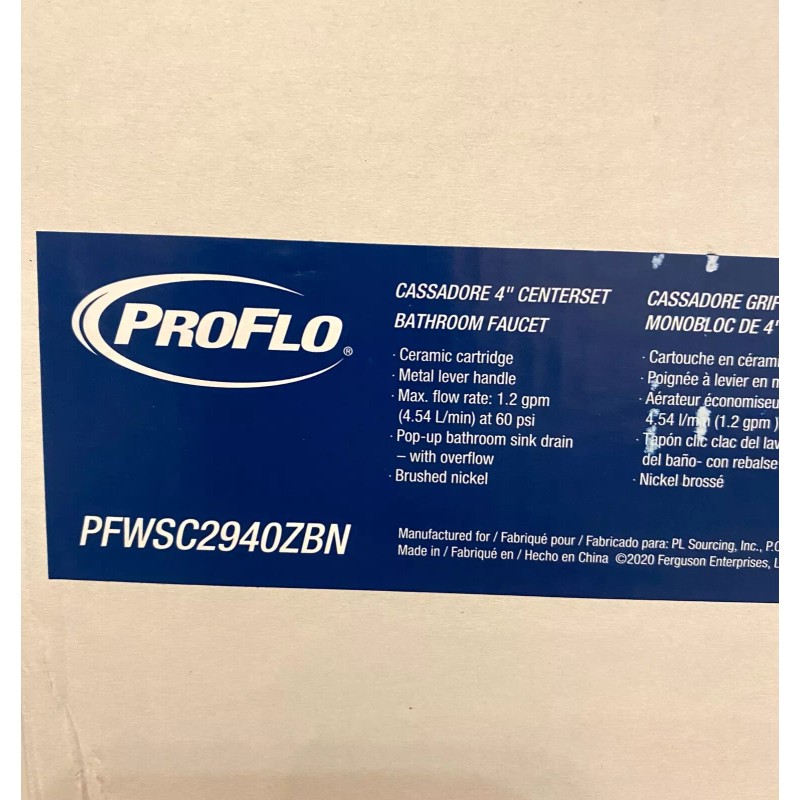 PROFLO®
PFWSC2940ZBN
CASSADORE 4" CENTERSET
BATHROOM FAUCET
· Ceramic cartridge
· Metal lever handle
· Max. flow rate: 1.2 gpm
(4.54 L/min) at 60 psi
· Pop-up bathroom sink drain
– with overflow
· Brushed nickel
CASSADORE GRIF
MONOBLOC DE 4"
· Cartouche en cérami
· Poignée à levier en m
· Aérateur économiseu
4.54 l/min (1.2 gpm)
· Tapón clic clac del lav
del baño- con rebalse
· Nickel brossé
Manufactured for / Fabriqué pour / Fabricado para: PL Sourcing, Inc., P.O
Made in / Fabriqué en / Hecho en China ©2020 Ferguson Enterprises, L